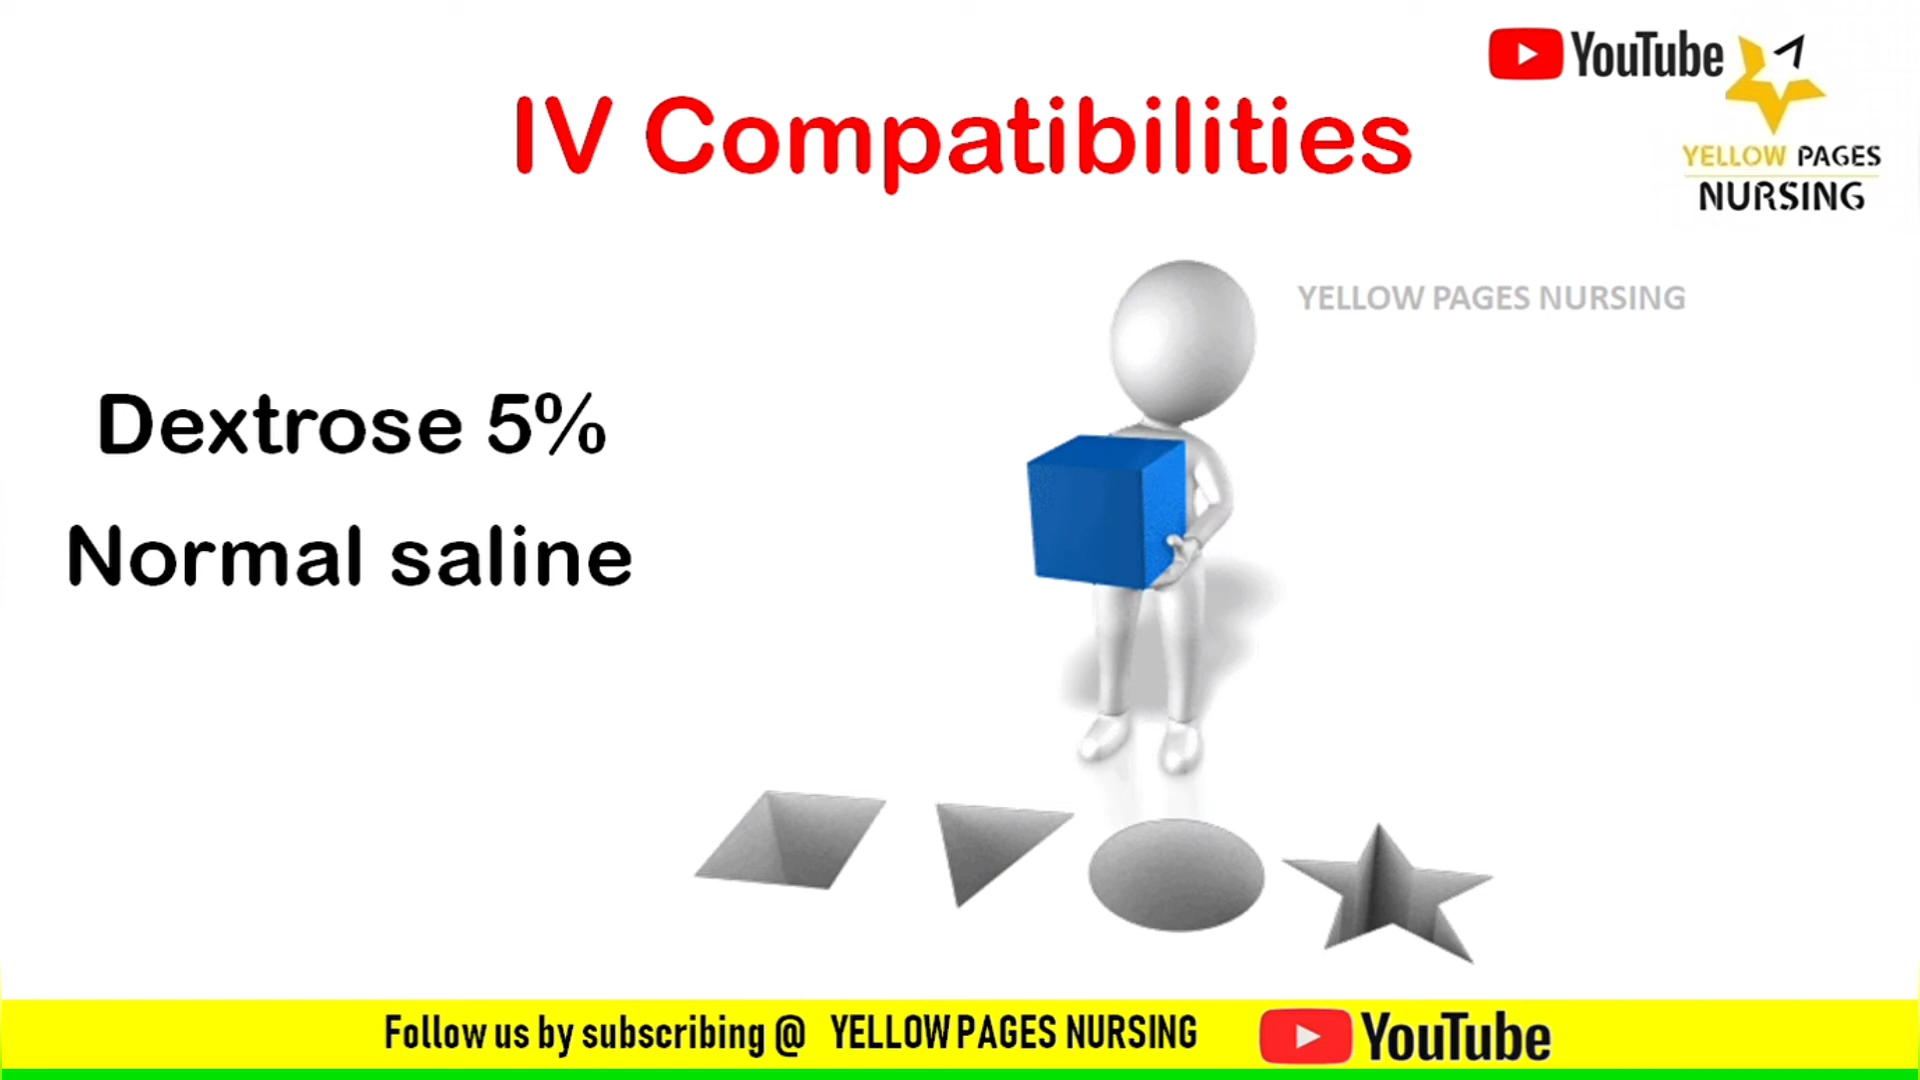 YouTube
YELLOW PAGES
NURSING
IV Compatibilities
YELLOW PAGES NURSING
Dextrose 5%
Normal saline
Follow us by subscribing @ YELLOW PAGES NURSING YouTube